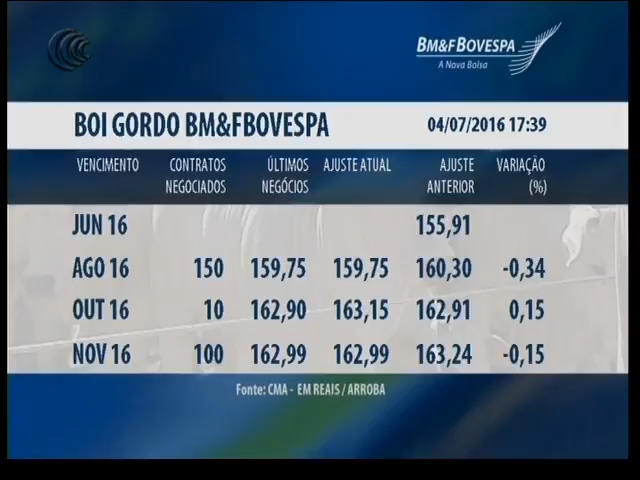 BM&FBOVESPA
A Nova Bolsa
BOI GORDO BM&FBOVESPA 04/07/2016 17:39
VENCIMENTO CONTRATOS NEGOCIADOS ÚLTIMOS NEGÓCIOS AJUSTE ATUAL AJUSTE ANTERIOR VARIAÇÃO (%)
JUN 16 155,91
AGO 16 150 159,75 159,75 160,30 -0,34
OUT 16 10 162,90 163,15 162,91 0,15
NOV 16 100 162,99 162,99 163,24 -0,15
Fonte: CMA - EM REAIS / ARROBA